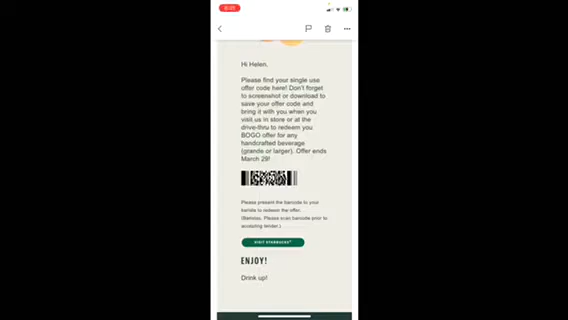 Hi Helen,
Please find your single use
offer code here! Don't forget
to screenshot or download to
save your offer code and
bring it with you when you
visit us in store or at the
drive-thru to redeem you
BOGO offer for any
handcrafted beverage
(grande or larger). Offer ends
March 29!
Please present the barcode to your
barista to redeem the offer.
(Baristas, Please scan barcode prior to
accepting tender.)
VISIT STARBUCKS
ENJOY!
Drink up!